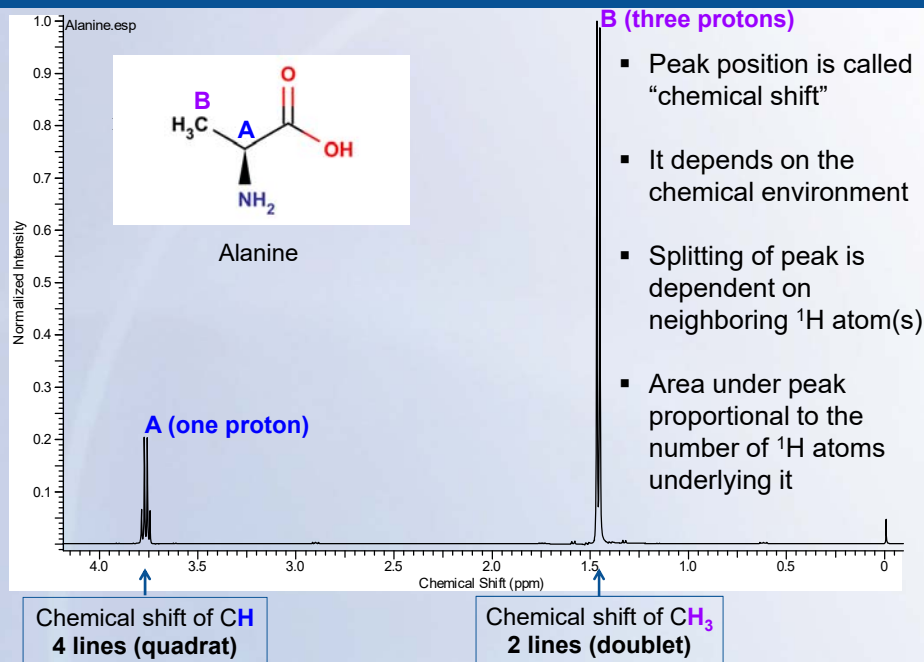 Alanine.esp
B (three protons)
Normalized Intensity
1.0
0.9
0.8
0.7
0.6
0.5
0.4
0.3
0.2
0.1
B
H₃C
A
O
OH
NH₂
Alanine
▪ Peak position is called
“chemical shift”
▪ It depends on the
chemical environment
▪ Splitting of peak is
dependent on
neighboring ¹H atom(s)
▪ Area under peak
proportional to the
number of ¹H atoms
underlying it
A (one proton)
4.0 3.5 3.0 2.5 2.0 1.5 1.0 0.5 0
Chemical Shift (ppm)
Chemical shift of CH
4 lines (quadrat)
Chemical shift of CH₃
2 lines (doublet)